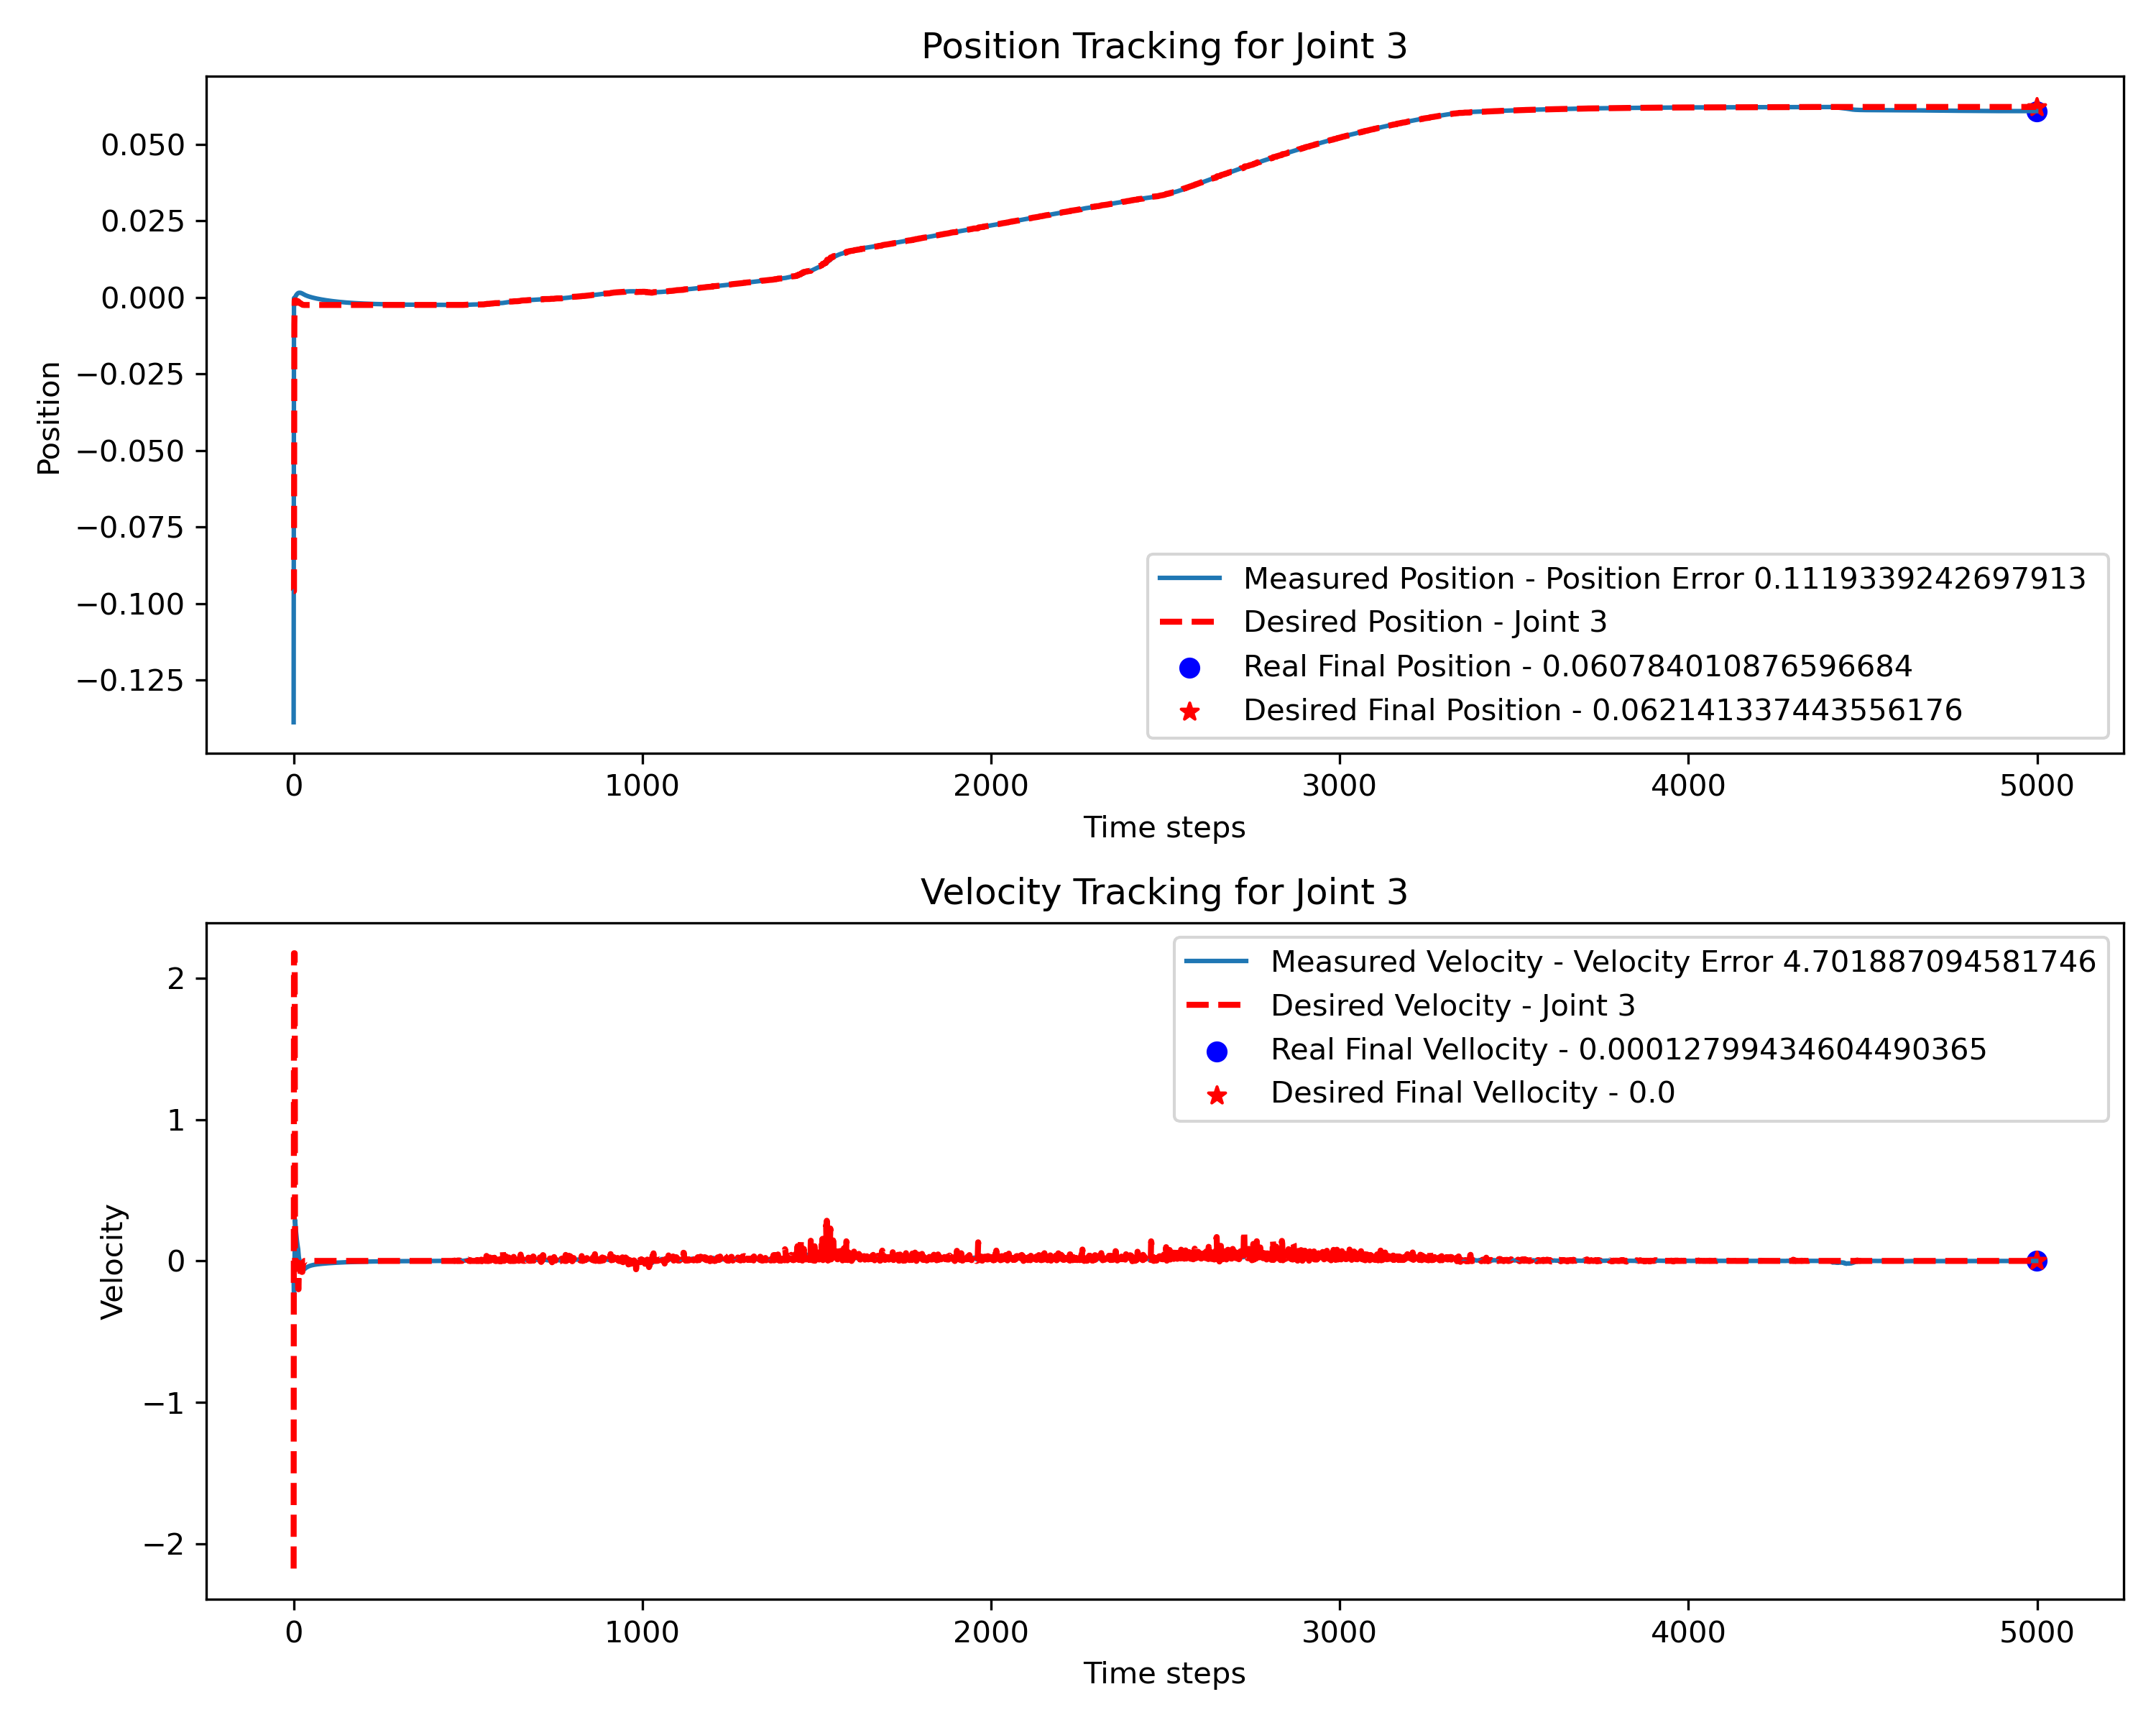 Position Tracking for Joint 3
0.050
0.025
0.000
−0.025
−0.050
−0.075
−0.100
−0.125
Position
Measured Position - Position Error 0.1119339242697913
Desired Position - Joint 3
Real Final Position - 0.060784010876596684
Desired Final Position - 0.062141337443556176
0 1000 2000 3000 4000 5000
Time steps
Velocity Tracking for Joint 3
2
1
0
−1
−2
Velocity
Measured Velocity - Velocity Error 4.701887094581746
Desired Velocity - Joint 3
Real Final Vellocity - 0.00012799434604490365
Desired Final Vellocity - 0.0
0 1000 2000 3000 4000 5000
Time steps